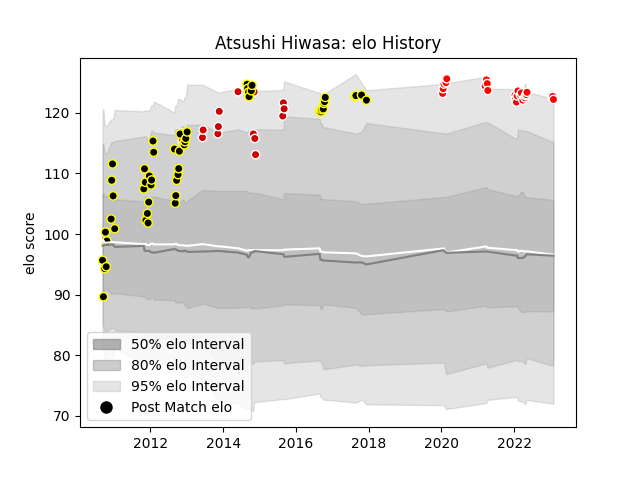 Atsushi Hiwasa: elo History
elo score
120
110
100
90
80
70
50% elo Interval
80% elo Interval
95% elo Interval
Post Match elo
2012
2014
2016
2018
2020
2022